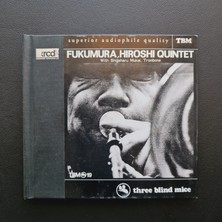 superior audiophile quality TBM
xrcd
FUKUMURA, HIROSHI QUINTET
With Shigeharu Mukai, Trombone
three blind mice